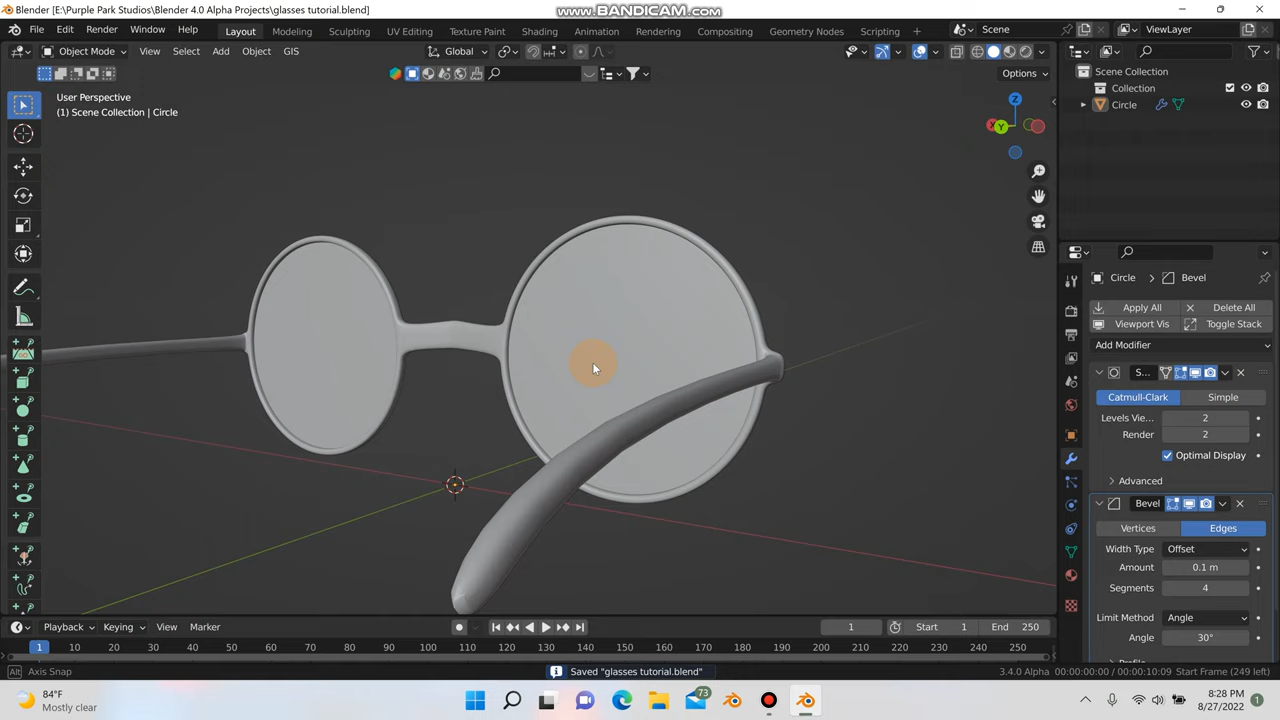 Blender [E:\Purple Park Studios\Blender 4.0 Alpha Projects\glasses tutorial.blend]
www.BANDICAM.com
File Edit Render Window Help Layout Modeling Sculpting UV Editing Texture Paint Shading Animation Rendering Compositing Geometry Nodes Scripting + Scene ViewLayer
Object Mode View Select Add Object GIS Global
Options
User Perspective
(1) Scene Collection | Circle
Z
X
Y
Scene Collection
Collection
Circle
Circle > Bevel
Apply All Delete All
Viewport Vis Toggle Stack
Add Modifier
S...
Catmull-Clark Simple
Levels Vie... 2
Render 2
Optimal Display
Advanced
Bevel
Vertices Edges
Width Type Offset
Amount 0.1 m
Segments 4
Limit Method Angle
Angle 30°
Playback Keying View Marker 1 Start 1 End 250
1 10 20 30 40 50 60 70 80 90 100 110 120 130 140 150 160 170 180 190 200 210 220 230 240 250
Alt Axis Snap Saved "glasses tutorial.blend" 3.4.0 Alpha 00:00:00:01 / 00:00:10:09 Start Frame (249 left)
84°F
Mostly clear
73
8:28 PM
8/27/2022
1